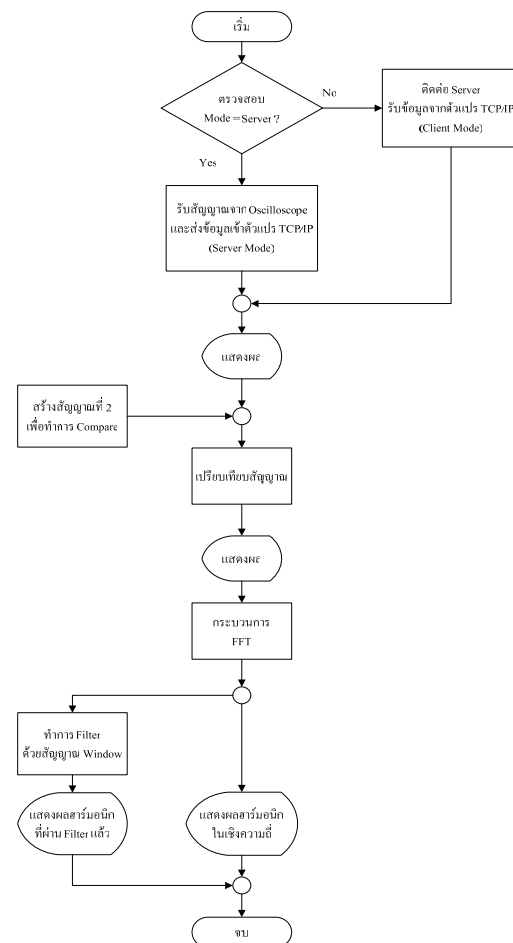 เริ่ม
ตรวจสอบ
Mode = Server ?
No
ติดต่อ Server
รับข้อมูลจากตัวแปร TCP/IP
(Client Mode)
Yes
รับสัญญาณจาก Oscilloscope
และส่งข้อมูลเข้าตัวแปร TCP/IP
(Server Mode)
แสดงผล
สร้างสัญญาณที่ 2
เพื่อทำการ Compare
เปรียบเทียบสัญญาณ
แสดงผล
กระบวนการ
FFT
ทำการ Filter
ด้วยสัญญาณ Window
แสดงผลฮาร์มอนิก
ที่ผ่าน Filter แล้ว
แสดงผลฮาร์มอนิก
ในเชิงความถี่
จบ